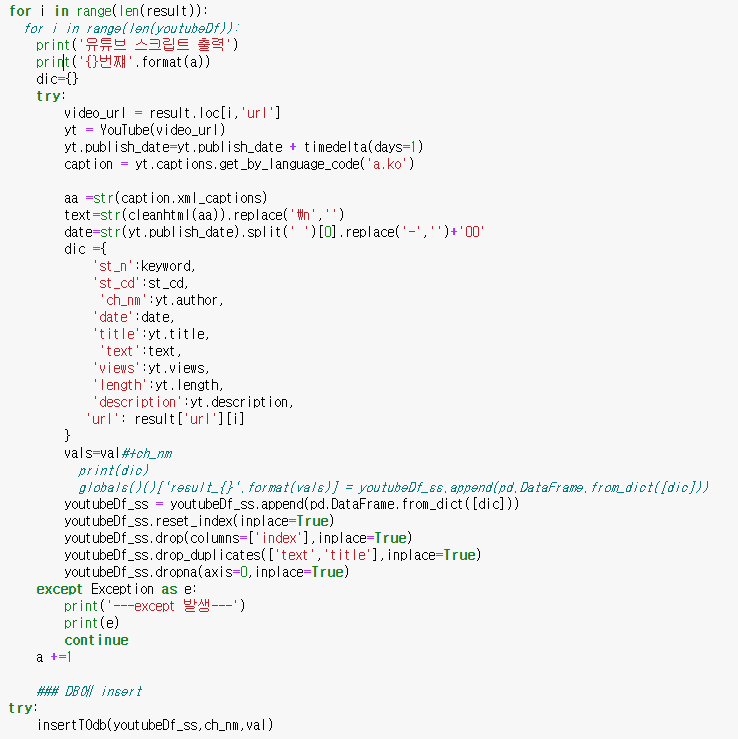 for i in range(len(result)):
for i in range(len(youtubeDf)):
print('유튜브 스크립트 출력')
print('{}번째'.format(a))
dic={}
try:
video_url = result.loc[i,'url']
yt = YouTube(video_url)
yt.publish_date=yt.publish_date + timedelta(days=1)
caption = yt.captions.get_by_language_code('a.ko')
aa =str(caption.xml_captions)
text=str(cleanhtml(aa)).replace('₩n','')
date=str(yt.publish_date).split(' ')[0].replace('-','')+'00'
dic ={
'st_n':keyword,
'st_cd':st_cd,
'ch_nm':yt.author,
'date':date,
'title':yt.title,
'text':text,
'views':yt.views,
'length':yt.length,
'description':yt.description,
'url': result['url'][i]
}
vals=val#+ch_nm
print(dic)
globals()()['result_{}'.format(vals)] = youtubeDf_ss.append(pd.DataFrame.from_dict([dic]))
youtubeDf_ss = youtubeDf_ss.append(pd.DataFrame.from_dict([dic]))
youtubeDf_ss.reset_index(inplace=True)
youtubeDf_ss.drop(columns=['index'],inplace=True)
youtubeDf_ss.drop_duplicates(['text','title'],inplace=True)
youtubeDf_ss.dropna(axis=0,inplace=True)
except Exception as e:
print('---except 발생---')
print(e)
continue
a +=1
### DB에 insert
try:
insertTOdb(youtubeDf_ss,ch_nm,val)